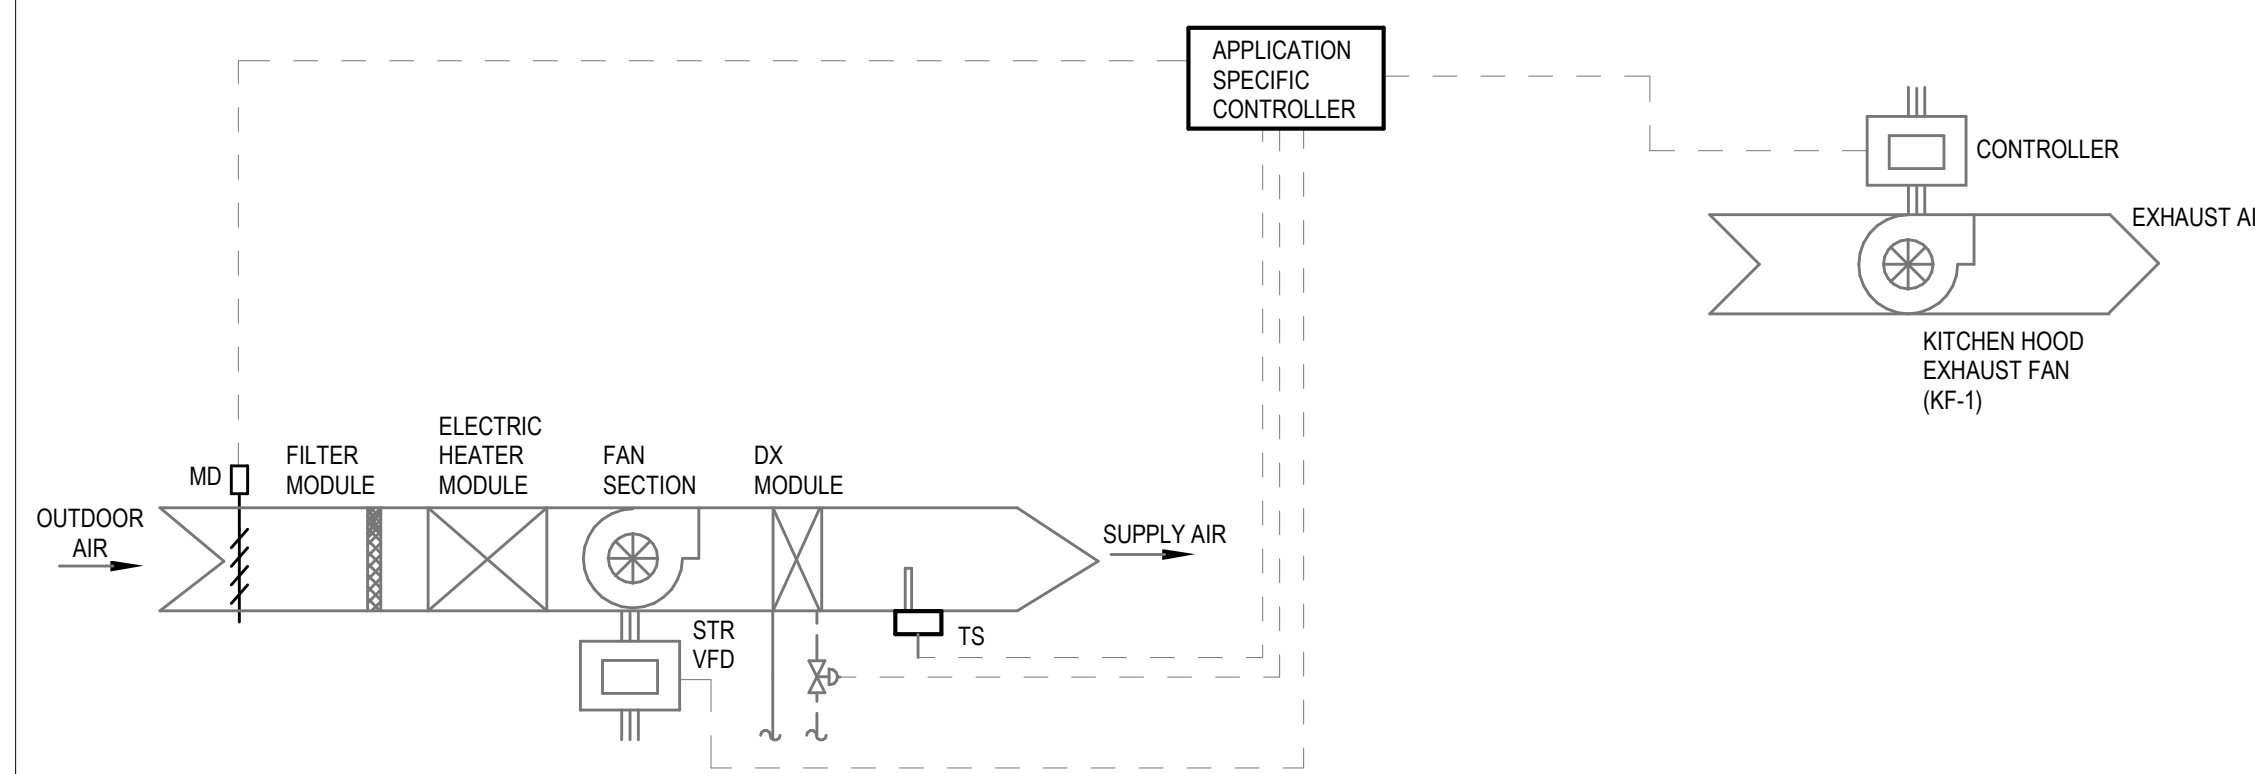 APPLICATION
SPECIFIC
CONTROLLER
CONTROLLER
EXHAUST AI
KITCHEN HOOD
EXHAUST FAN
(KF-1)
ELECTRIC
HEATER
MODULE
FILTER
MODULE
FAN
SECTION
DX
MODULE
MD
OUTDOOR
AIR
SUPPLY AIR
STR
VFD
TS